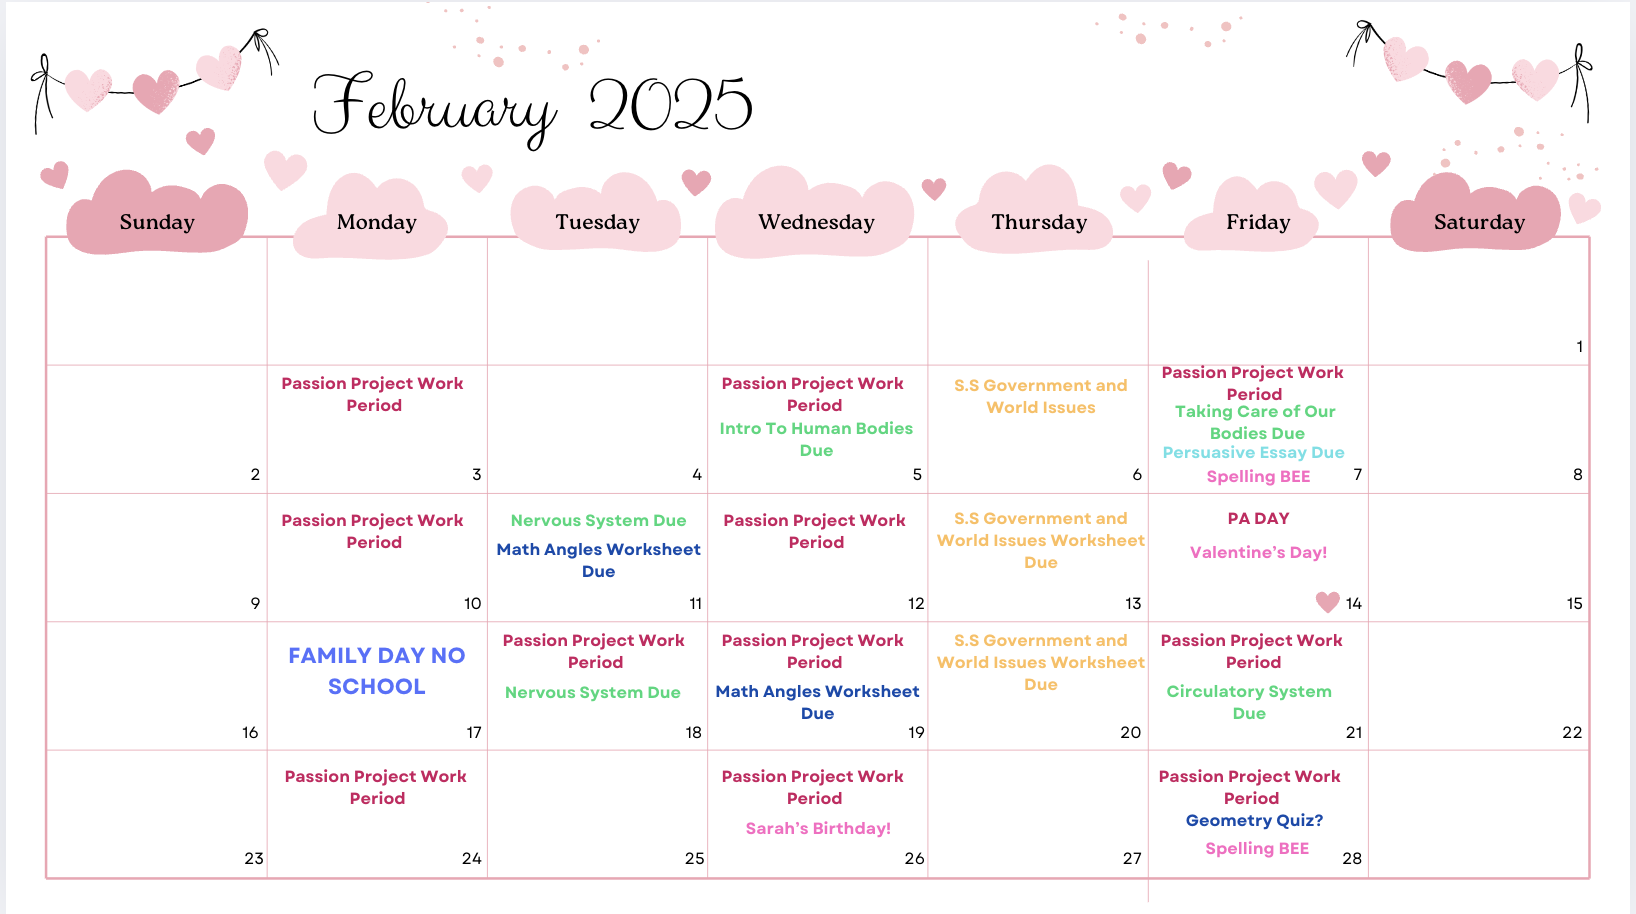 February 2025
Sunday
Monday
Tuesday
Wednesday
Thursday
Friday
Saturday
1
Passion Project Work
Period
Passion Project Work
Period
Intro To Human Bodies
Due
S.S Government and
World Issues
Passion Project Work
Period
Taking Care of Our
Bodies Due
Persuasive Essay Due
Spelling BEE
2
3
4
5
6
7
8
Passion Project Work
Period
Nervous System Due
Math Angles Worksheet
Due
Passion Project Work
Period
S.S Government and
World Issues Worksheet
Due
PA DAY
Valentine's Day!
9
10
11
12
13
14
15
FAMILY DAY NO
SCHOOL
Passion Project Work
Period
Nervous System Due
Passion Project Work
Period
Math Angles Worksheet
Due
S.S Government and
World Issues Worksheet
Due
Passion Project Work
Period
Circulatory System
Due
16
17
18
19
20
21
22
Passion Project Work
Period
Passion Project Work
Period
Sarah's Birthday!
Passion Project Work
Period
Geometry Quiz?
Spelling BEE
23
24
25
26
27
28